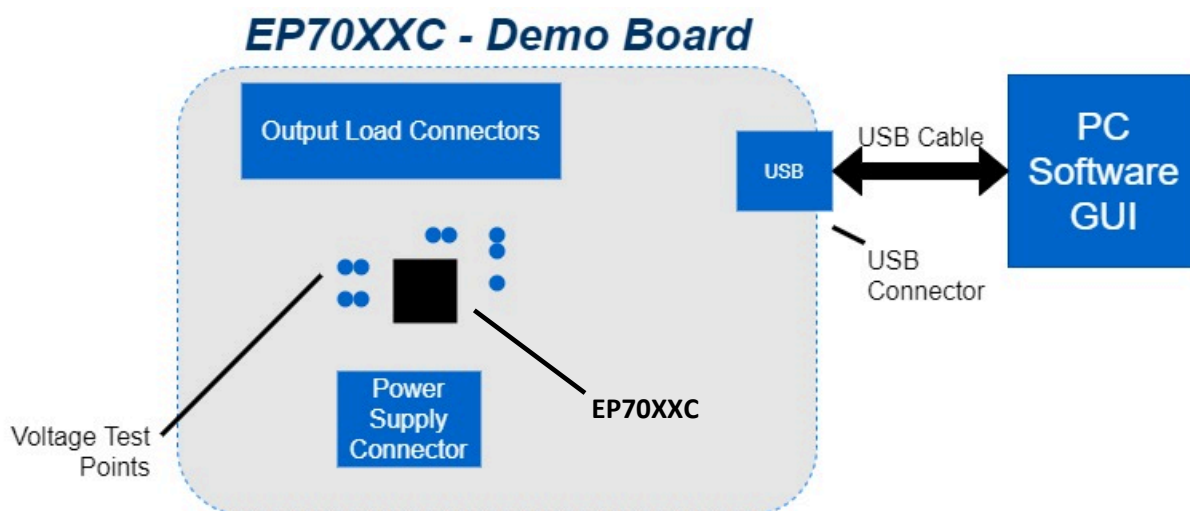 EP70XXC - Demo Board
Output Load Connectors
USB
USB Cable
PC
Software
GUI
USB
Connector
EP70XXC
Power
Supply
Connector
Voltage Test
Points